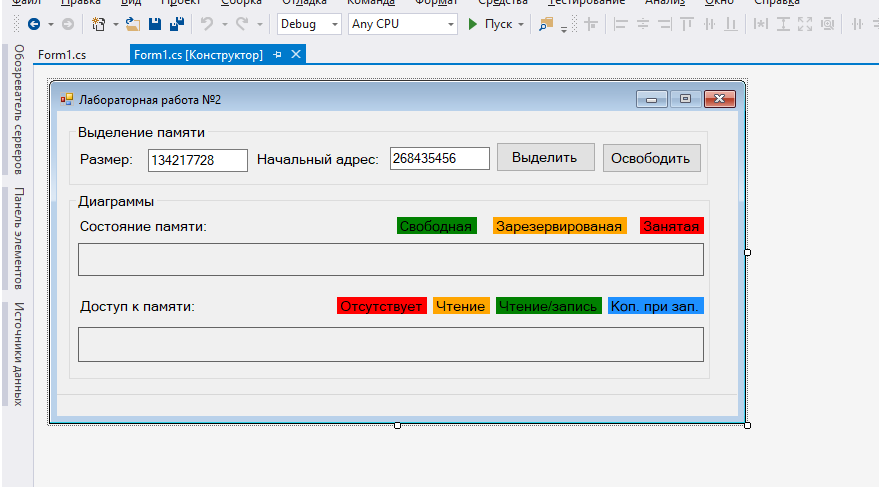 Файл Правка Вид Проект Сборка Отладка Команда Формат Средства Тестирование Анализ Окно Справка
Debug Any CPU Пуск
Form1.cs Form1.cs [Конструктор]
Обозреватель серверов
Панель элементов
Источники данных
Лабораторная работа №2
Выделение памяти
Размер: 134217728 Начальный адрес: 268435456 Выделить Освободить
Диаграммы
Состояние памяти: Свободная Зарезервированая Занятая
Доступ к памяти: Отсутствует Чтение Чтение/запись Коп. при зап.